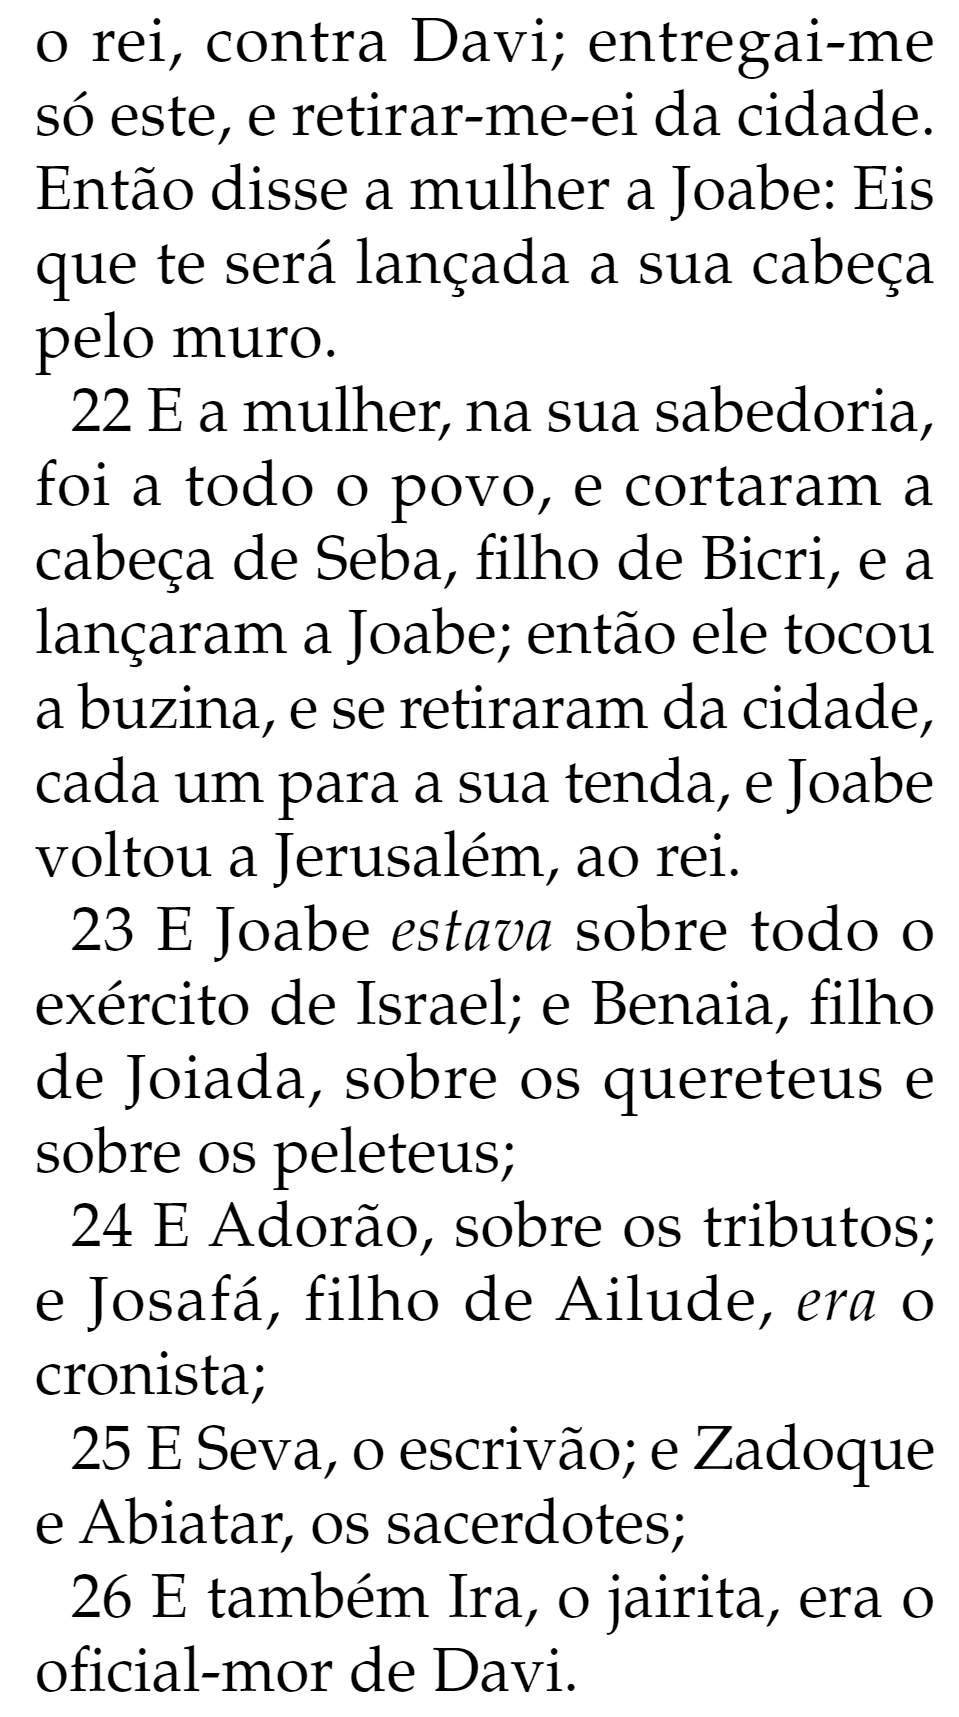 o rei, contra Davi; entregai-me
só este, e retirar-me-ei da cidade.
Então disse a mulher a Joabe: Eis
que te será lançada a sua cabeça
pelo muro.
22 E a mulher, na sua sabedoria,
foi a todo o povo, e cortaram a
cabeça de Seba, filho de Bicri, e a
lançaram a Joabe; então ele tocou
a buzina, e se retiraram da cidade,
cada um para a sua tenda, e Joabe
voltou a Jerusalém, ao rei.
23 E Joabe estava sobre todo o
exército de Israel; e Benaia, filho
de Joiada, sobre os quereteus e
sobre os peleteus;
24 E Adorão, sobre os tributos;
e Josafá, filho de Ailude, era o
cronista;
25 E Seva, o escrivão; e Zadoque
e Abiatar, os sacerdotes;
26 E também Ira, o jairita, era o
oficial-mor de Davi.